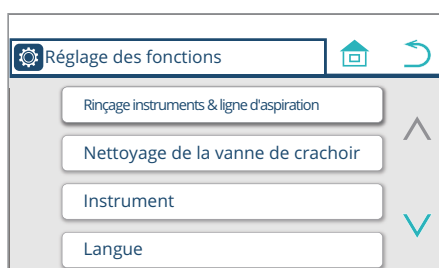 Réglage des fonctions
Rinçage instruments & ligne d'aspiration
Nettoyage de la vanne de crachoir
Instrument
Langue